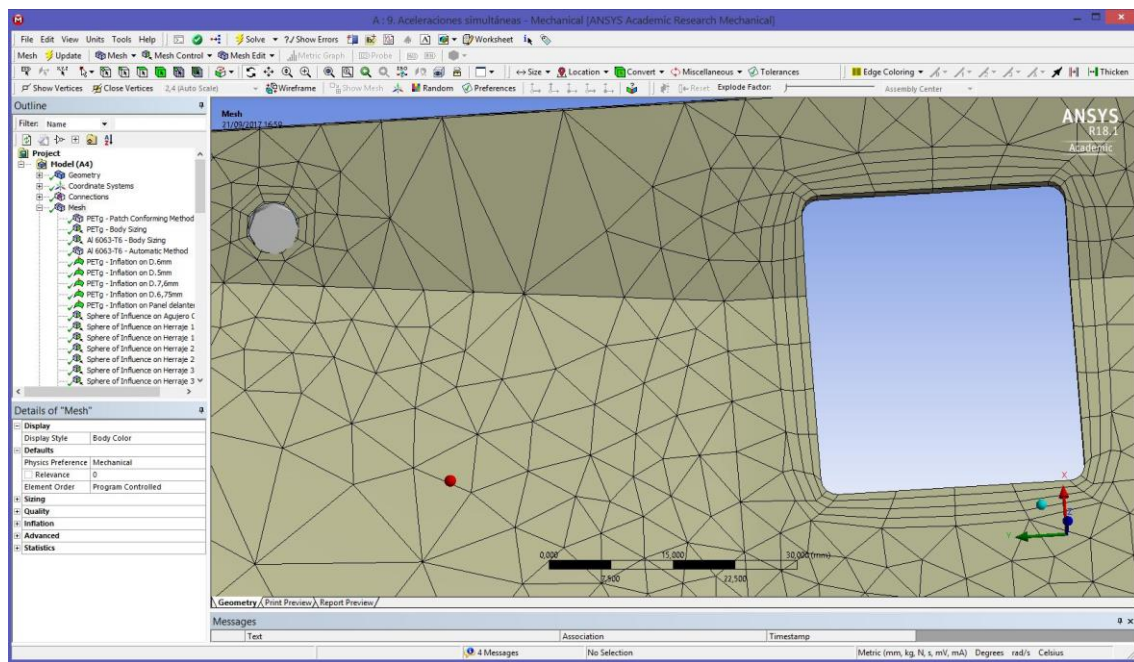 A : 9. Aceleraciones simultáneas - Mechanical [ANSYS Academic Research Mechanical]
File Edit View Units Tools Help Solve ?/ Show Errors Worksheet
Mesh Update Mesh Mesh Control Mesh Edit Metric Graph Probe
Size Location Convert Miscellaneous Tolerances Edge Coloring Thicken
Show Vertices Close Vertices 2,4 (Auto Scale) Wireframe Show Mesh Random Preferences Reset Explode Factor: Assembly Center
Outline
Filter: Name
Project
Model (A4)
Geometry
Coordinate Systems
Connections
Mesh
PETg - Patch Conforming Method
PETg - Body Sizing
Al 6063-T6 - Body Sizing
Al 6063-T6 - Automatic Method
PETg - Inflation on D.6mm
PETg - Inflation on D.5mm
PETg - Inflation on D.7,6mm
PETg - Inflation on D.6,75mm
PETg - Inflation on Panel delanter
Sphere of Influence on Agujero C
Sphere of Influence on Herraje 1
Sphere of Influence on Herraje 1
Sphere of Influence on Herraje 2
Sphere of Influence on Herraje 2
Sphere of Influence on Herraje 3
Sphere of Influence on Herraje 3
Details of "Mesh"
Display
Display Style Body Color
Defaults
Physics Preference Mechanical
Relevance 0
Element Order Program Controlled
Sizing
Quality
Inflation
Advanced
Statistics
Mesh
21/09/2017 16:59
ANSYS
R18.1
Academic
X
Y
Z
0,000 15,000 30,000 (mm)
7,500 22,500
Geometry Print Preview Report Preview
Messages
Text Association Timestamp
4 Messages No Selection Metric (mm, kg, N, s, mV, mA) Degrees rad/s Celsius